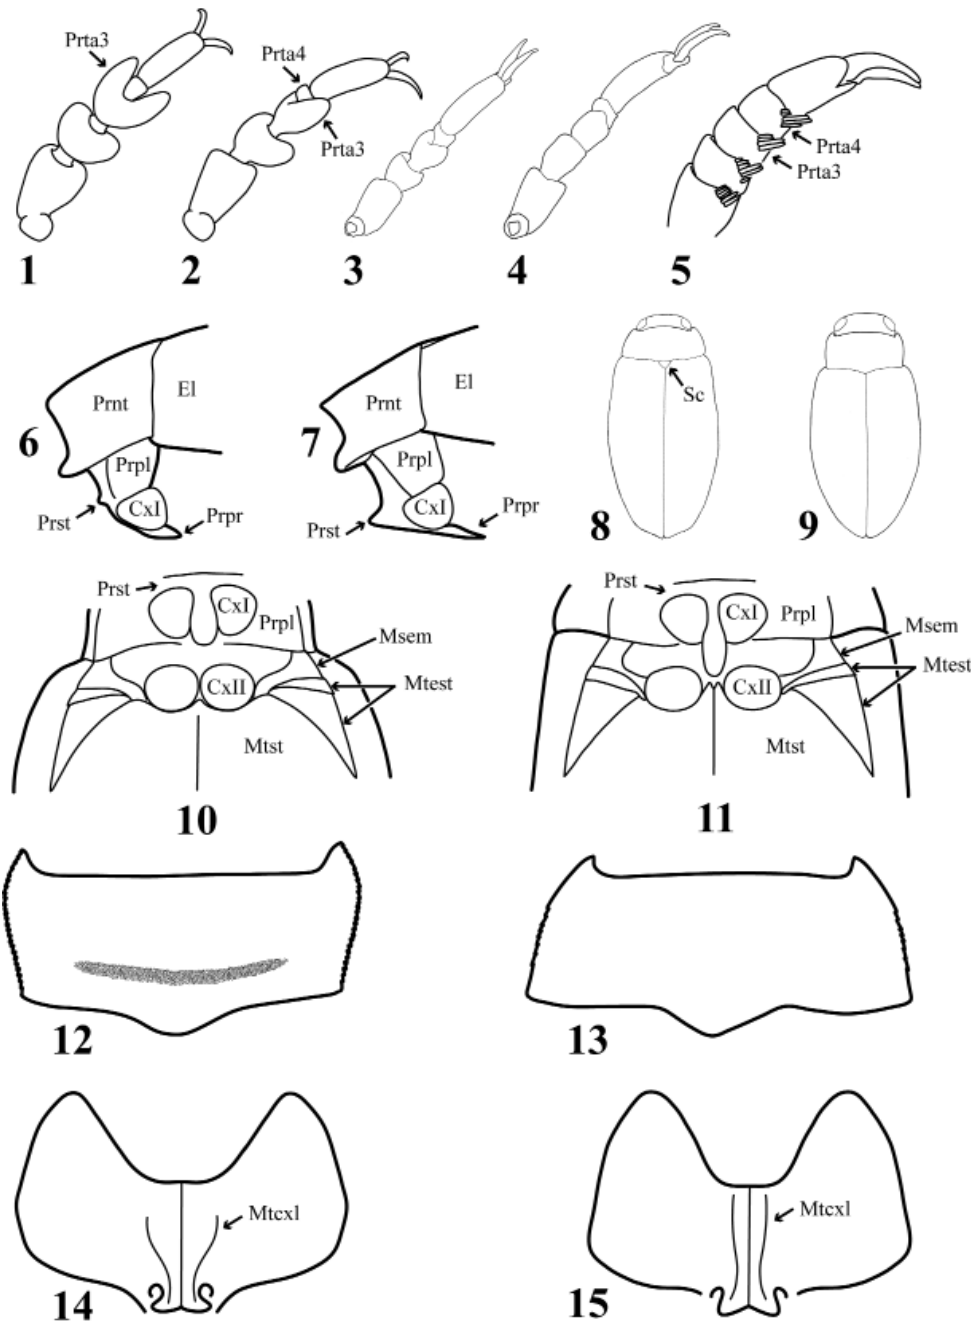 Prta3
Prta4
Prta3
Prta4
Prta3
1
2
3
4
5
Prnt
El
Prpl
CxI
Prst
Prpr
6
Prnt
El
Prpl
CxI
Prst
Prpr
7
Sc
8
9
Prst
CxI
Prpl
Msem
CxII
Mtest
Mtst
10
Prst
CxI
Prpl
Msem
CxII
Mtest
Mtst
11
12
13
Mtcxl
14
Mtcxl
15